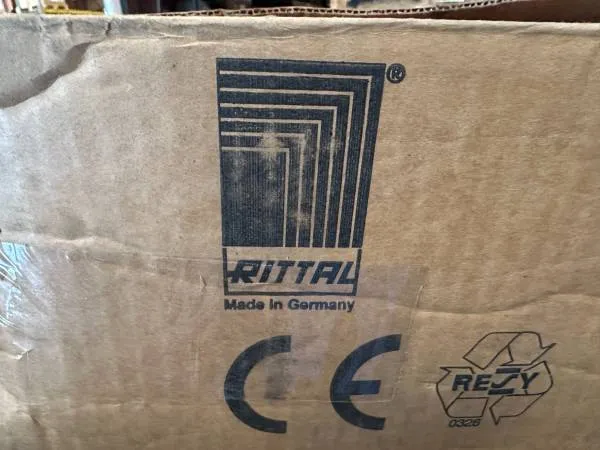 ®
RITTAL
Made in Germany
CE
RESY
0326